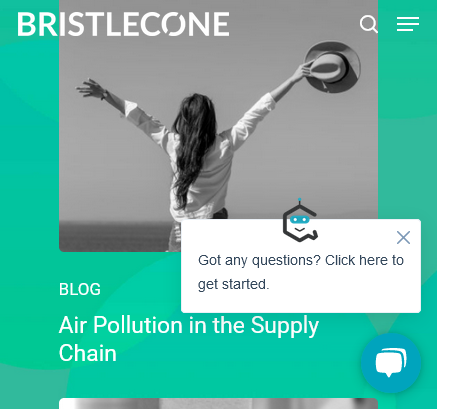 BRISTLECONE
Got any questions? Click here to
get started.
BLOG
Air Pollution in the Supply
Chain